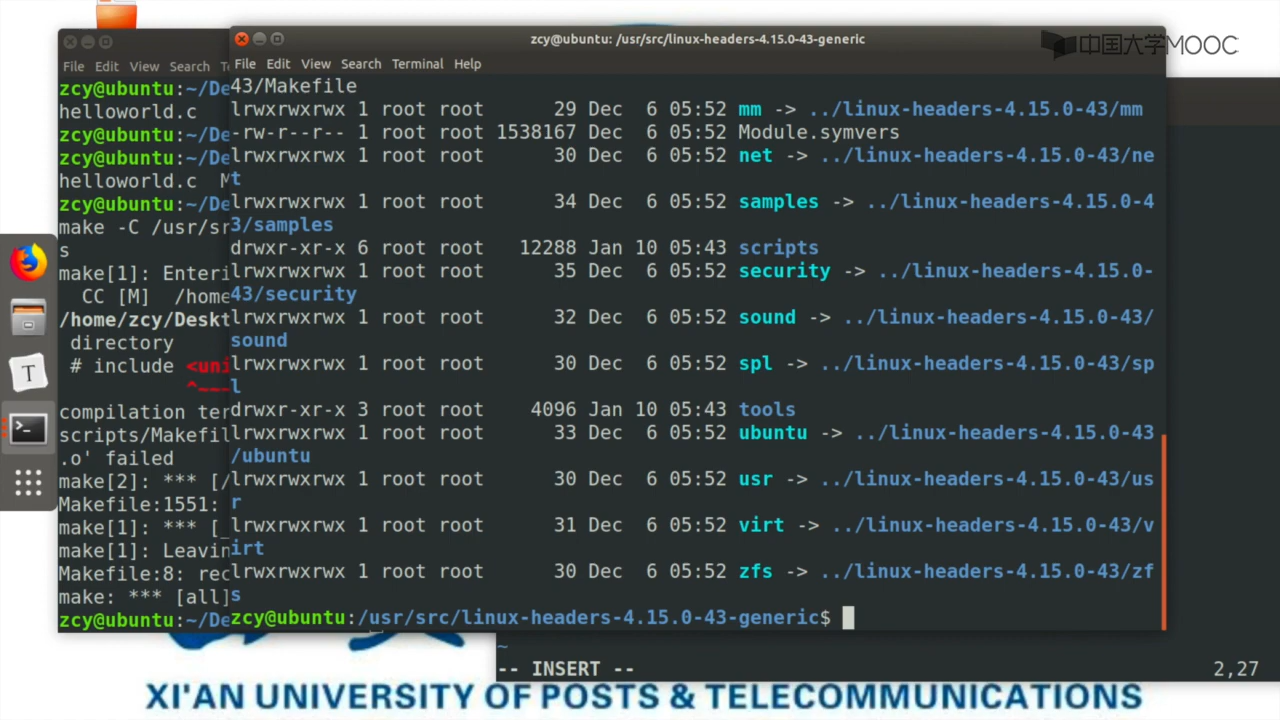 zcy@ubuntu: /usr/src/linux-headers-4.15.0-43-generic
中国大学MOOC
File Edit View Search
File Edit View Search Terminal Help
zcy@ubuntu:~/De
helloworld.c
zcy@ubuntu:~/De
zcy@ubuntu:~/De
helloworld.c M
zcy@ubuntu:~/De
make -C /usr/sr
s
make[1]: Enteri
CC [M] /home
/home/zcy/Deskt
directory
# include <uni
^~~~
compilation ter
scripts/Makefil
.o' failed
make[2]: *** [/
Makefile:1551:
make[1]: *** [_
make[1]: Leavin
Makefile:8: rec
make: *** [all]
zcy@ubuntu:~/De
43/Makefile
lrwxrwxrwx 1 root root 29 Dec 6 05:52 mm -> ../linux-headers-4.15.0-43/mm
-rw-r--r-- 1 root root 1538167 Dec 6 05:52 Module.symvers
lrwxrwxrwx 1 root root 30 Dec 6 05:52 net -> ../linux-headers-4.15.0-43/ne
t
lrwxrwxrwx 1 root root 34 Dec 6 05:52 samples -> ../linux-headers-4.15.0-4
3/samples
drwxr-xr-x 6 root root 12288 Jan 10 05:43 scripts
lrwxrwxrwx 1 root root 35 Dec 6 05:52 security -> ../linux-headers-4.15.0-
43/security
lrwxrwxrwx 1 root root 32 Dec 6 05:52 sound -> ../linux-headers-4.15.0-43/
sound
lrwxrwxrwx 1 root root 30 Dec 6 05:52 spl -> ../linux-headers-4.15.0-43/sp
l
drwxr-xr-x 3 root root 4096 Jan 10 05:43 tools
lrwxrwxrwx 1 root root 33 Dec 6 05:52 ubuntu -> ../linux-headers-4.15.0-43
/ubuntu
lrwxrwxrwx 1 root root 30 Dec 6 05:52 usr -> ../linux-headers-4.15.0-43/us
r
lrwxrwxrwx 1 root root 31 Dec 6 05:52 virt -> ../linux-headers-4.15.0-43/v
irt
lrwxrwxrwx 1 root root 30 Dec 6 05:52 zfs -> ../linux-headers-4.15.0-43/zf
s
zcy@ubuntu:/usr/src/linux-headers-4.15.0-43-generic$
~
-- INSERT -- 2,27
XI'AN UNIVERSITY OF POSTS & TELECOMMUNICATIONS